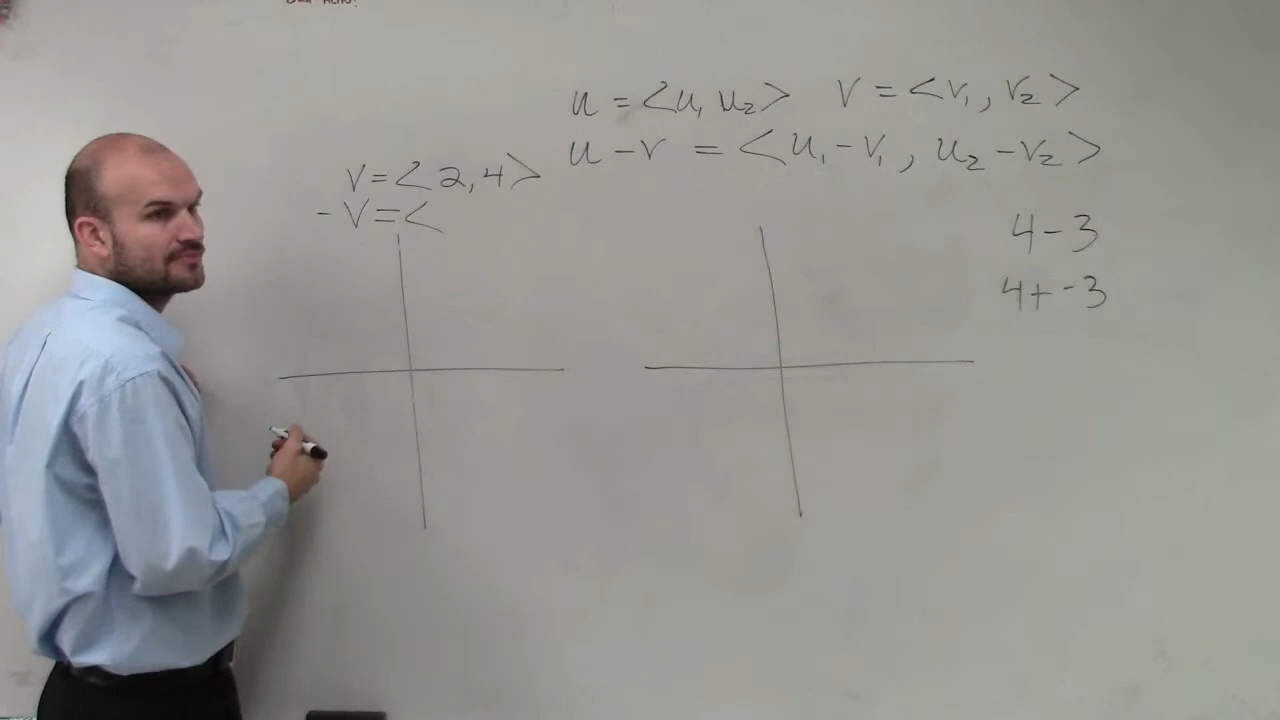 u = <u₁ u₂> v = <v₁, v₂>
u - v = <u₁ - v₁, u₂ - v₂>
v = <2, 4>
- v = <
4 - 3
4 + -3